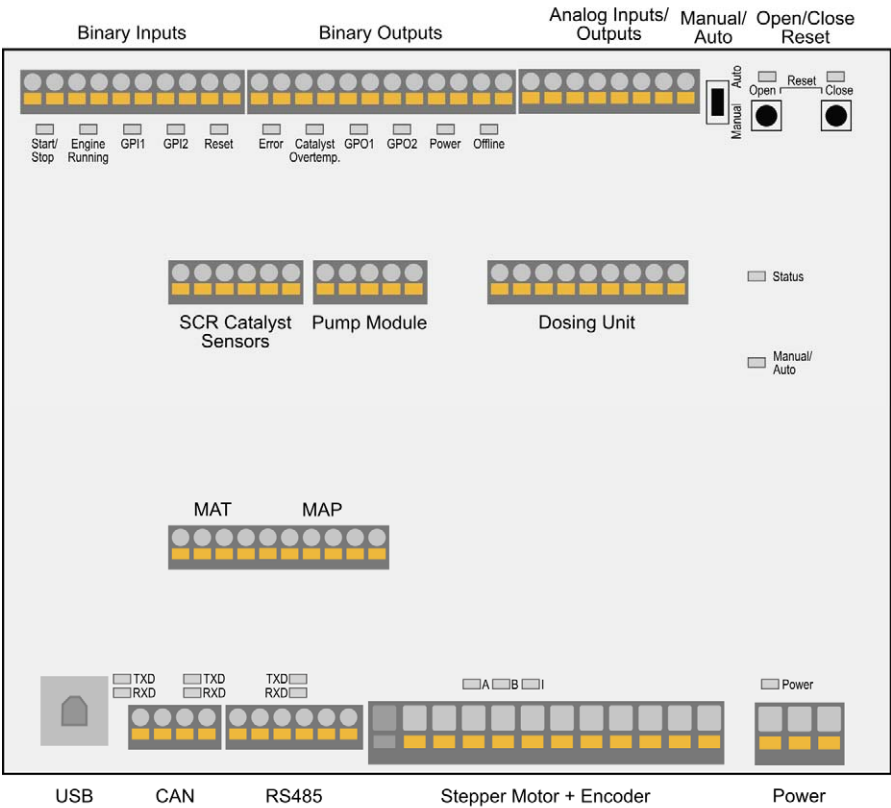 Binary Inputs
Binary Outputs
Analog Inputs/
Outputs
Manual/
Auto
Open/Close
Reset
Auto
Manual
Open
Reset
Close
Start/
Stop
Engine
Running
GPI1
GPI2
Reset
Error
Catalyst
Overtemp.
GPO1
GPO2
Power
Offline
SCR Catalyst
Sensors
Pump Module
Dosing Unit
Status
Manual/
Auto
MAT
MAP
TXD
RXD
TXD
RXD
TXD
RXD
A
B
I
Power
USB
CAN
RS485
Stepper Motor + Encoder
Power